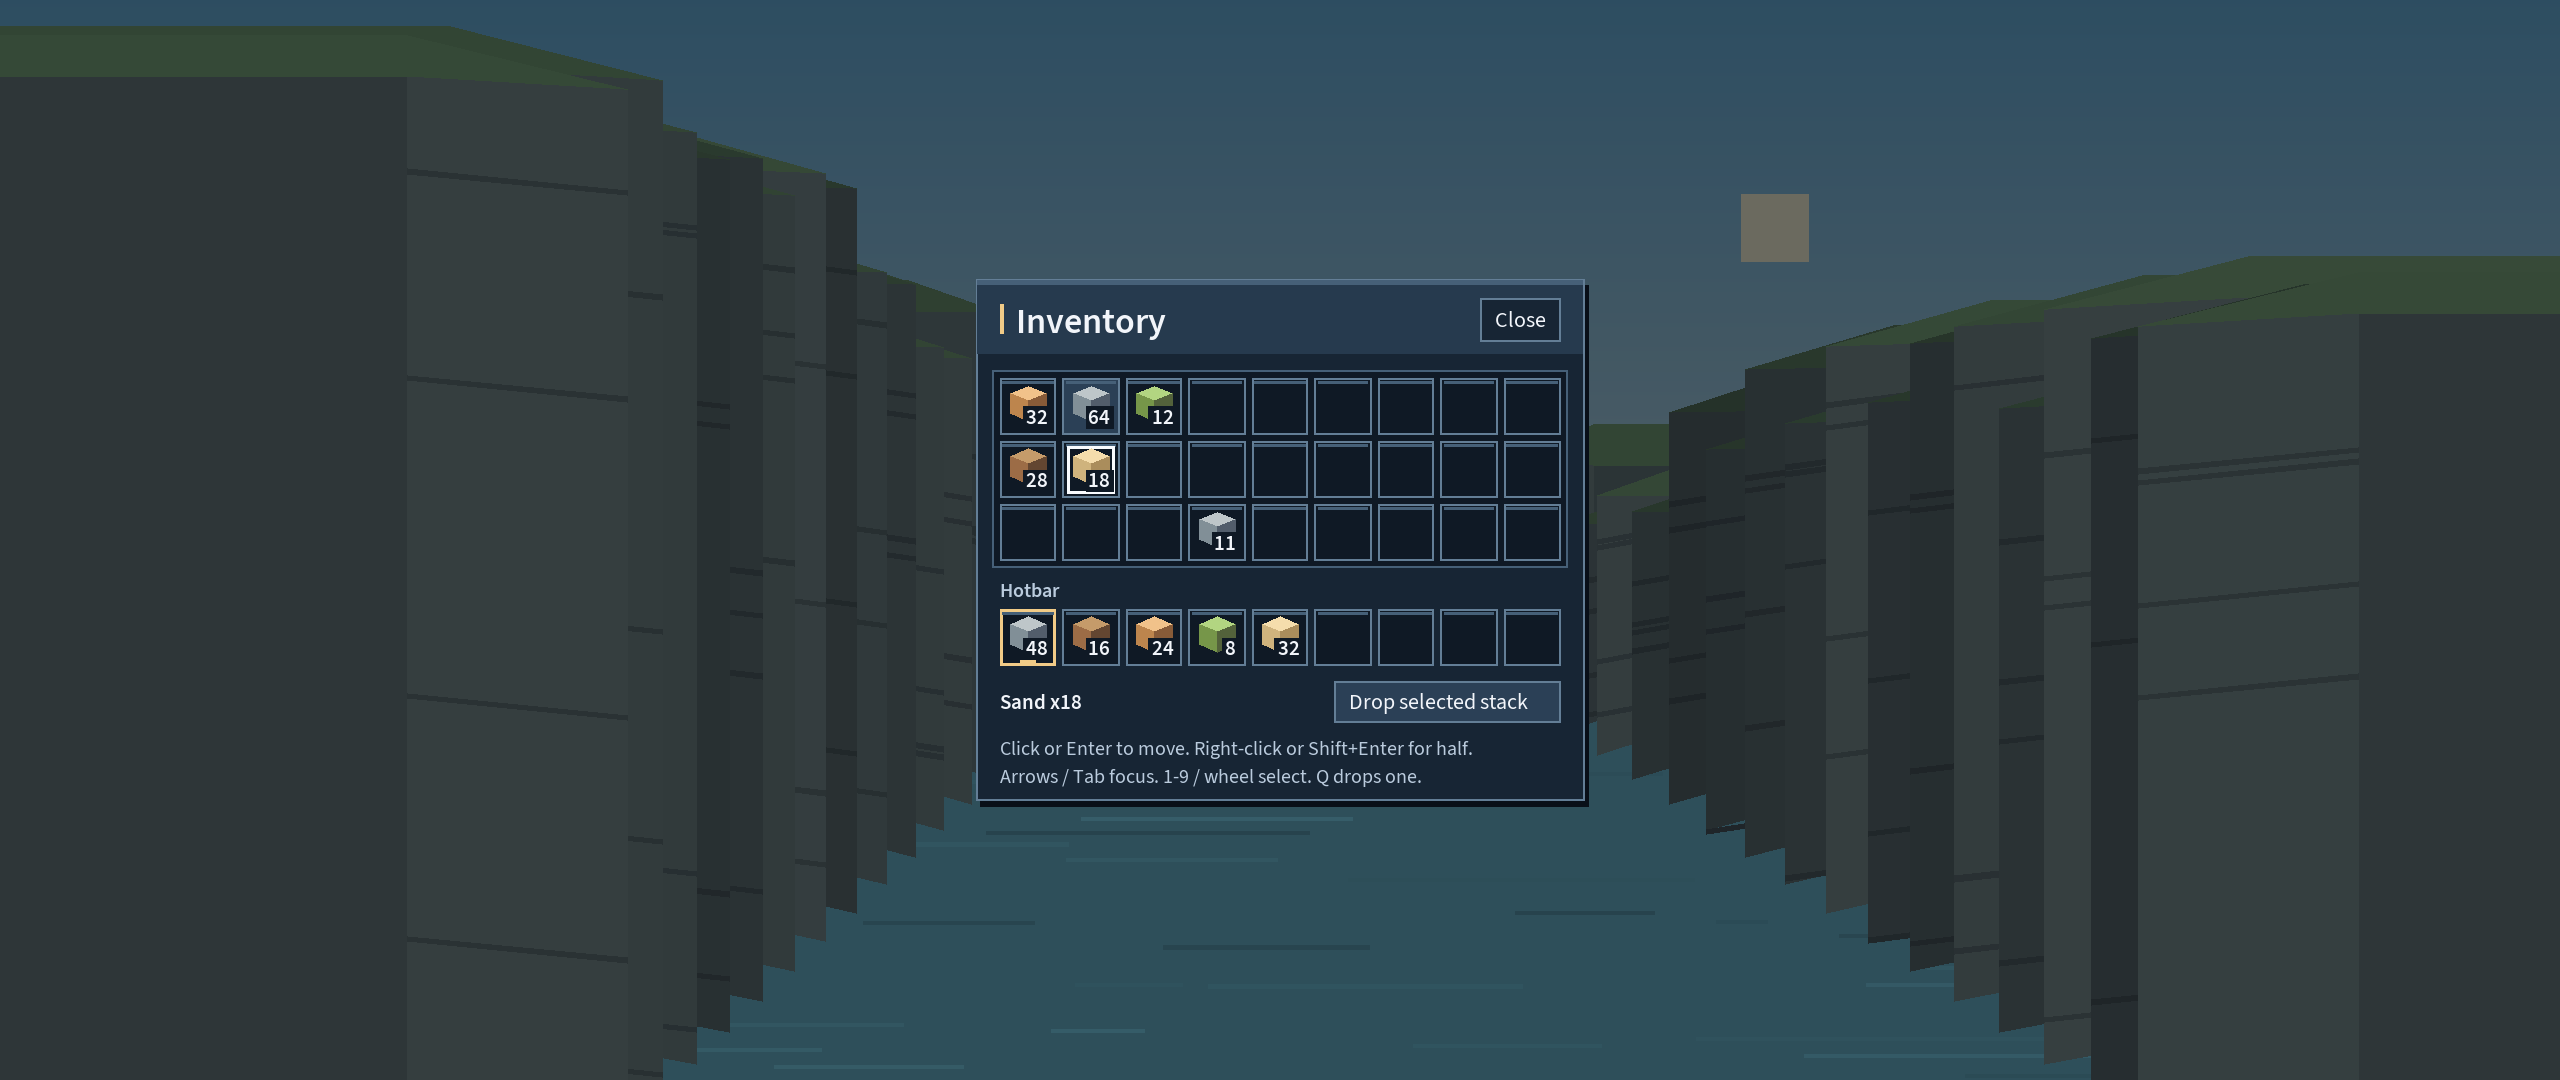 Inventory
Close
32 64 12
28 18
11
Hotbar
48 16 24 8 32
Sand x18
Drop selected stack
Click or Enter to move. Right-click or Shift+Enter for half.
Arrows / Tab focus. 1-9 / wheel select. Q drops one.